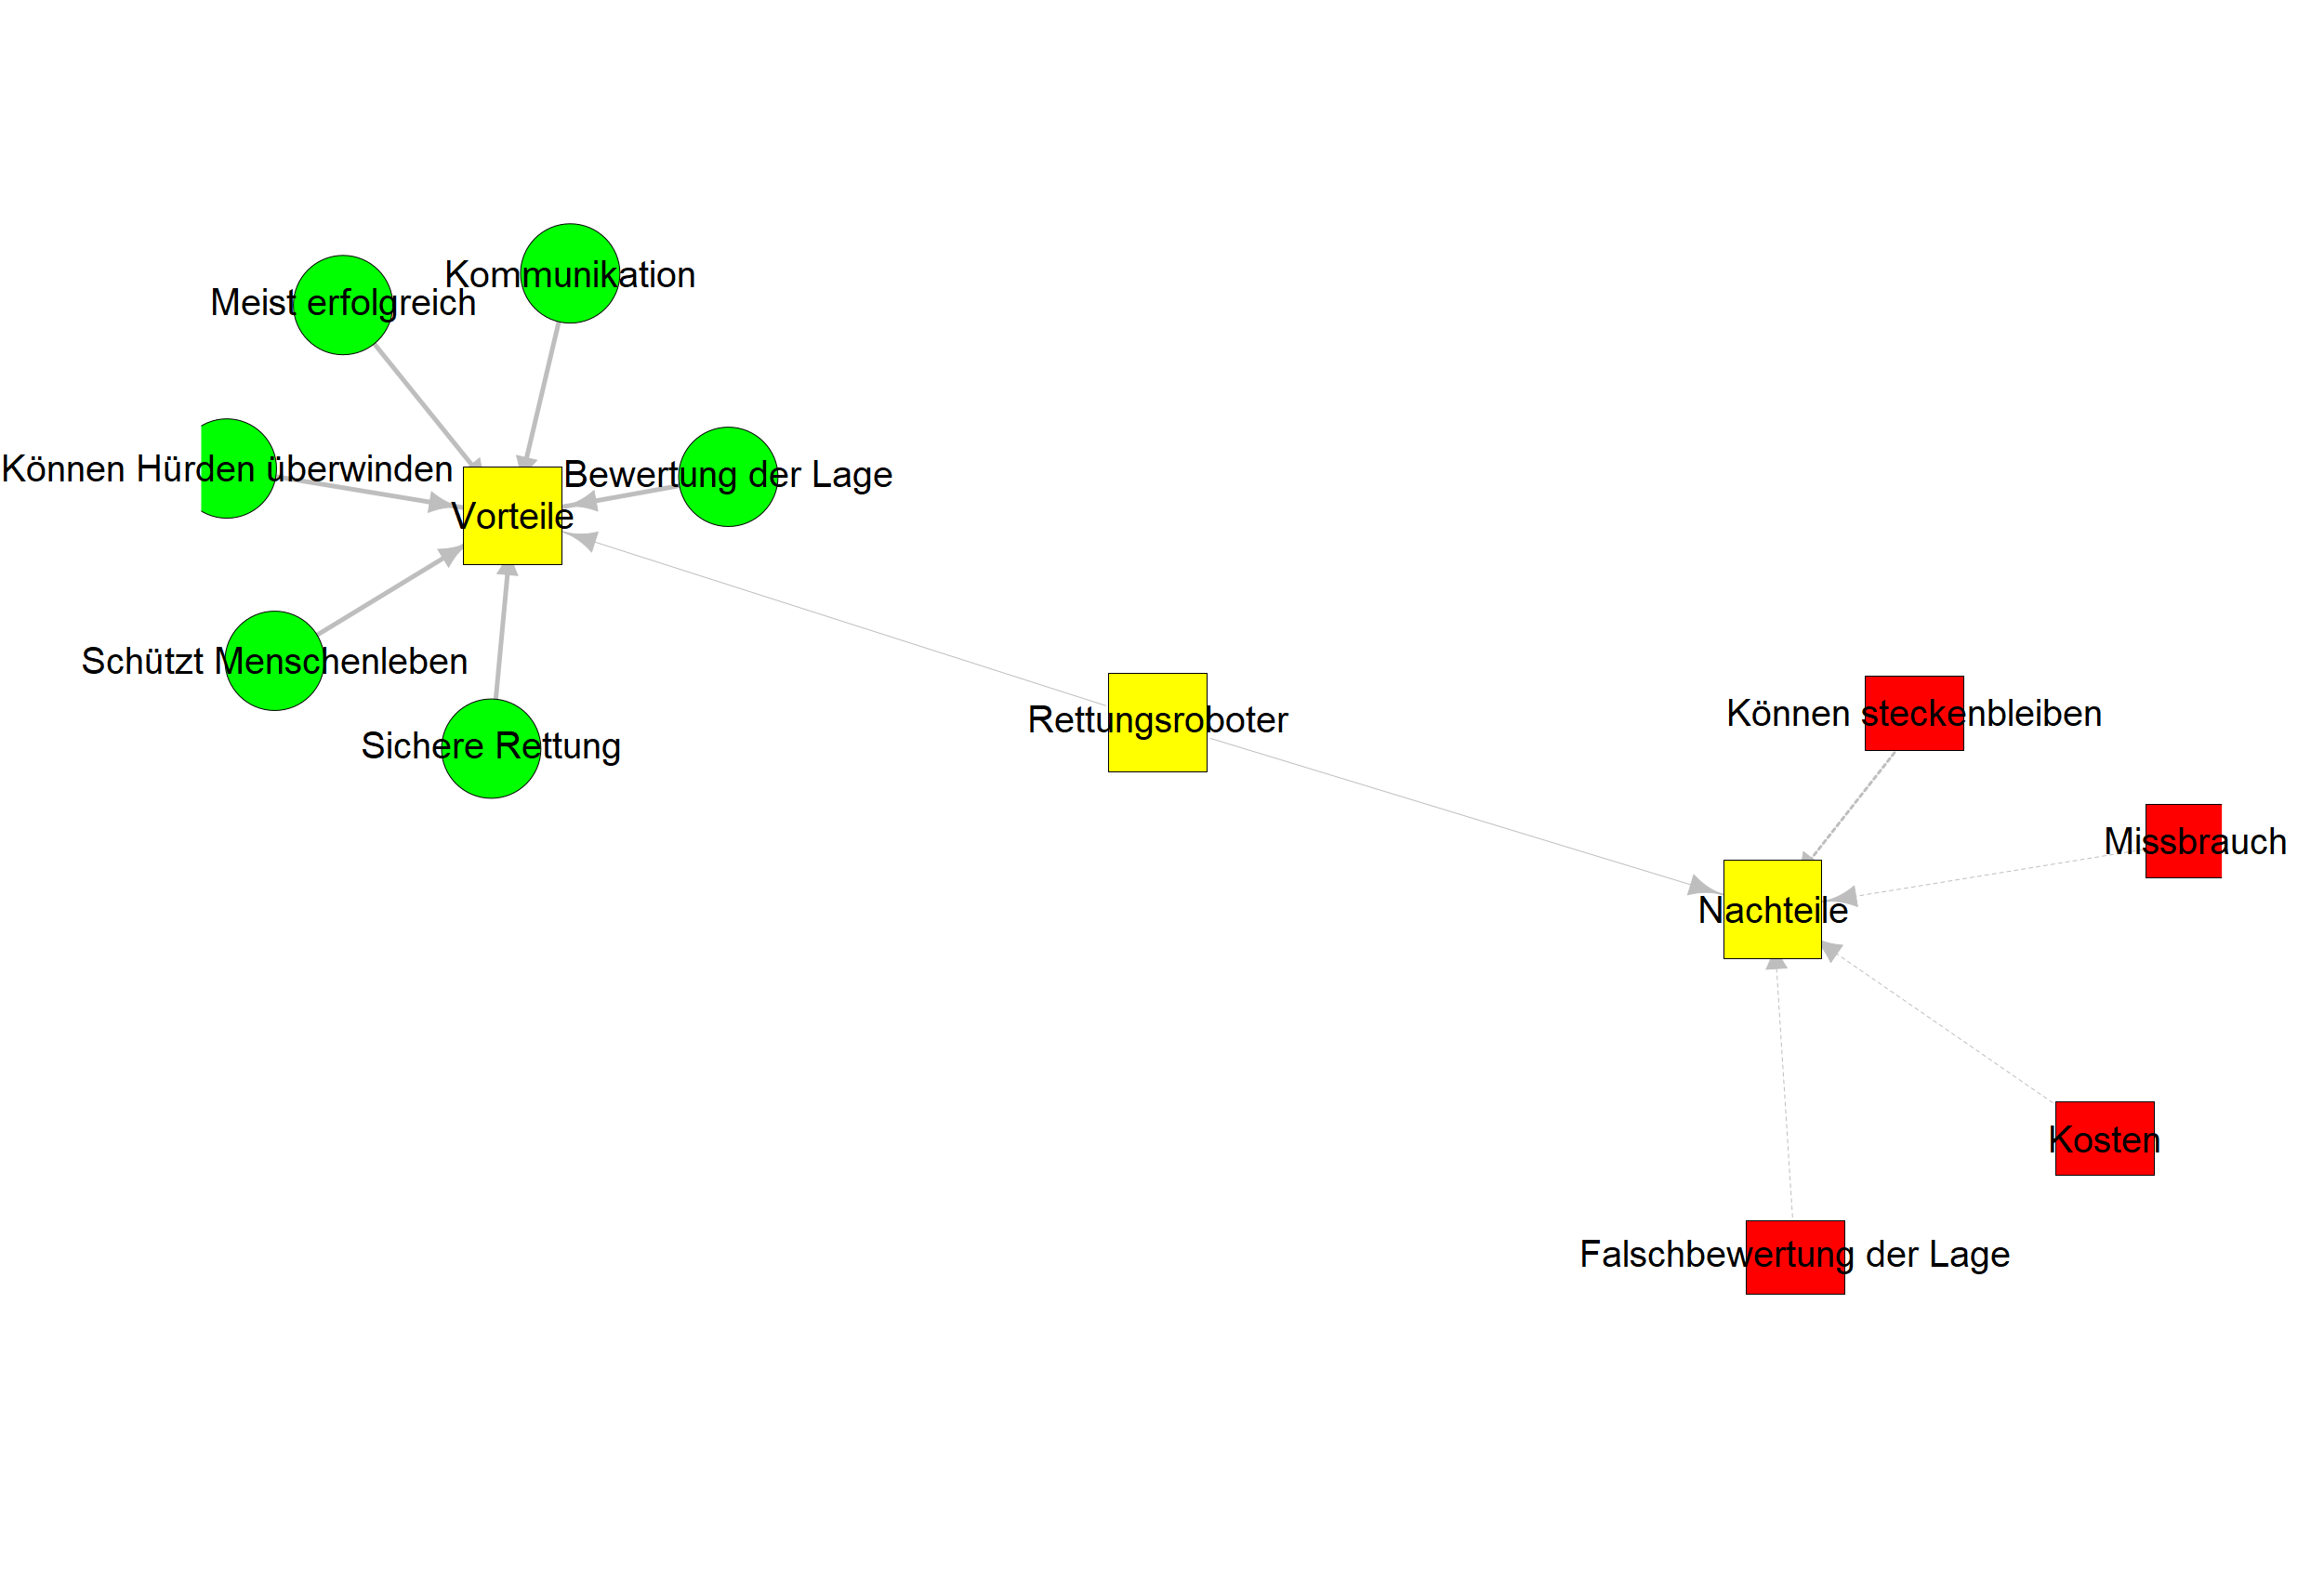 Kommunikation
Meist erfolgreich
Können Hürden überwinden
Bewertung der Lage
Vorteile
Schützt Menschenleben
Sichere Rettung
Rettungsroboter
Können steckenbleiben
Missbrauch
Nachteile
Kosten
Falschbewertung der Lage